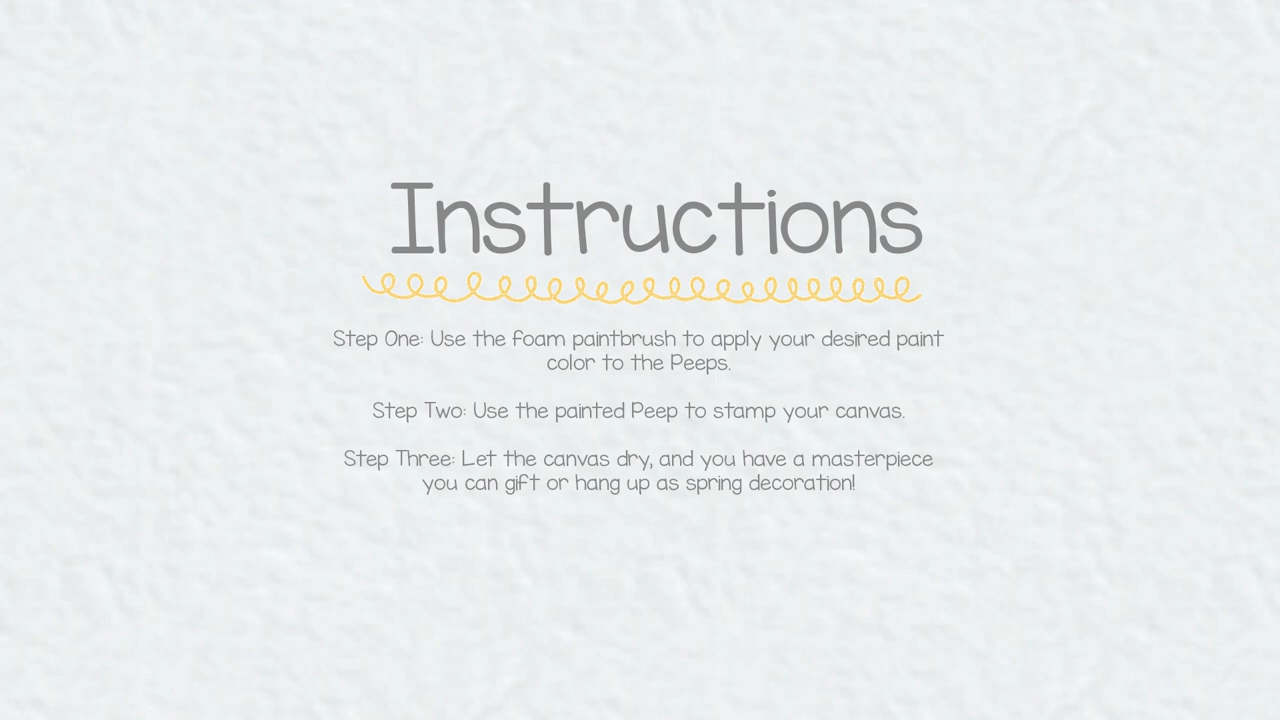 Instructions
Step One: Use the foam paintbrush to apply your desired paint
color to the Peeps.
Step Two: Use the painted Peep to stamp your canvas.
Step Three: Let the canvas dry, and you have a masterpiece
you can gift or hang up as spring decoration!